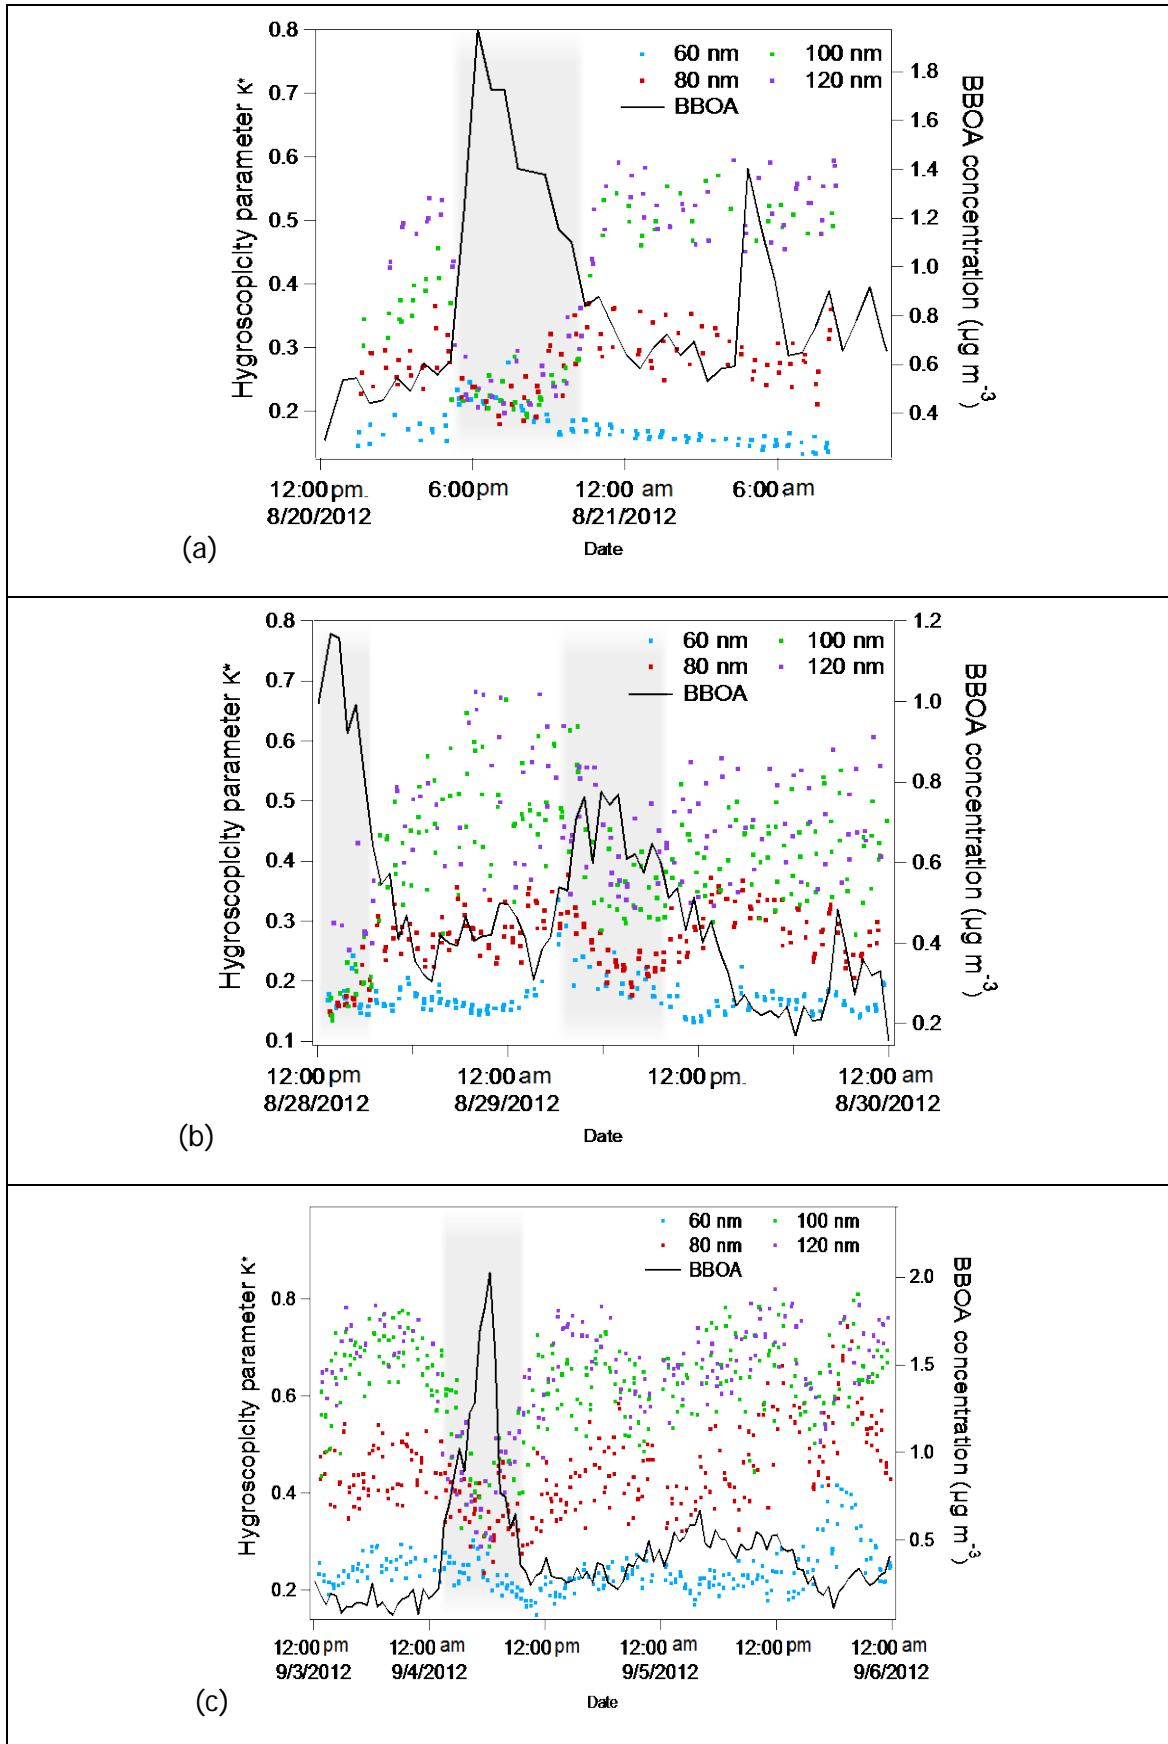 0.8
0.7
0.6
0.5
0.4
0.3
0.2
Hygroscopicity parameter κ*
60 nm
100 nm
80 nm
120 nm
BBOA
1.8
1.6
1.4
1.2
1.0
0.8
0.6
0.4
BBOA concentration (µg m-3)
12:00 pm
6:00 pm
12:00 am
6:00 am
8/20/2012
8/21/2012
Date
(a)
0.8
0.7
0.6
0.5
0.4
0.3
0.2
0.1
Hygroscopicity parameter κ*
60 nm
100 nm
80 nm
120 nm
BBOA
1.2
1.0
0.8
0.6
0.4
0.2
BBOA concentration (µg m-3)
12:00 pm
12:00 am
12:00 pm
12:00 am
8/28/2012
8/29/2012
8/30/2012
Date
(b)
0.8
0.6
0.4
0.2
Hygroscopicity parameter κ*
60 nm
100 nm
80 nm
120 nm
BBOA
2.0
1.5
1.0
0.5
BBOA concentration (µg m-3)
12:00 pm
12:00 am
12:00 pm
12:00 am
12:00 pm
12:00 am
9/3/2012
9/4/2012
9/5/2012
9/6/2012
Date
(c)